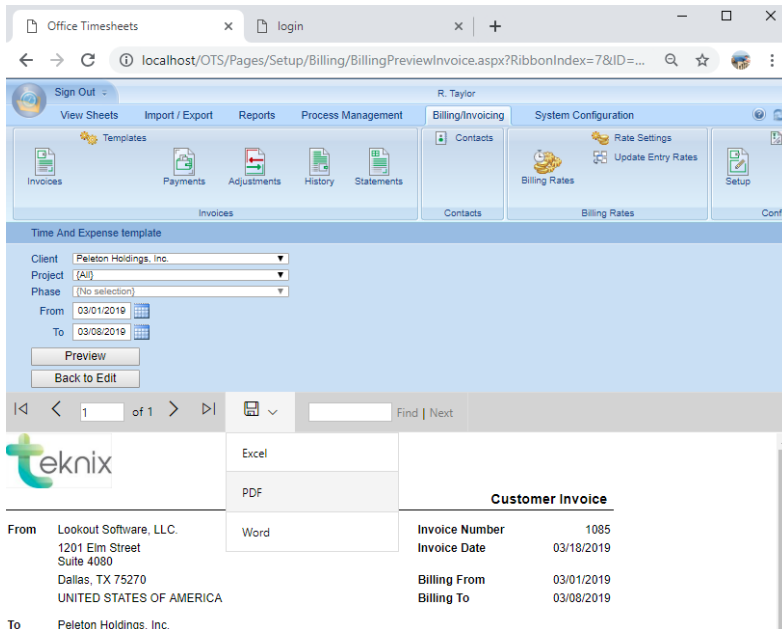 Office Timesheets
login
localhost/OTS/Pages/Setup/Billing/BillingPreviewInvoice.aspx?RibbonIndex=7&ID=...
Sign Out
R. Taylor
View Sheets Import / Export Reports Process Management Billing/Invoicing System Configuration
Templates
Contacts
Rate Settings
Update Entry Rates
Invoices Payments Adjustments History Statements
Billing Rates
Setup
Invoices Contacts Billing Rates
Time And Expense template
Client Peleton Holdings, Inc.
Project {All}
Phase {No selection}
From 03/01/2019
To 03/08/2019
Preview
Back to Edit
1 of 1 Find | Next
Excel
PDF
Word
teknix
Customer Invoice
From Lookout Software, LLC. Invoice Number 1085
1201 Elm Street Invoice Date 03/18/2019
Suite 4080
Dallas, TX 75270 Billing From 03/01/2019
UNITED STATES OF AMERICA Billing To 03/08/2019
To Peleton Holdings, Inc.